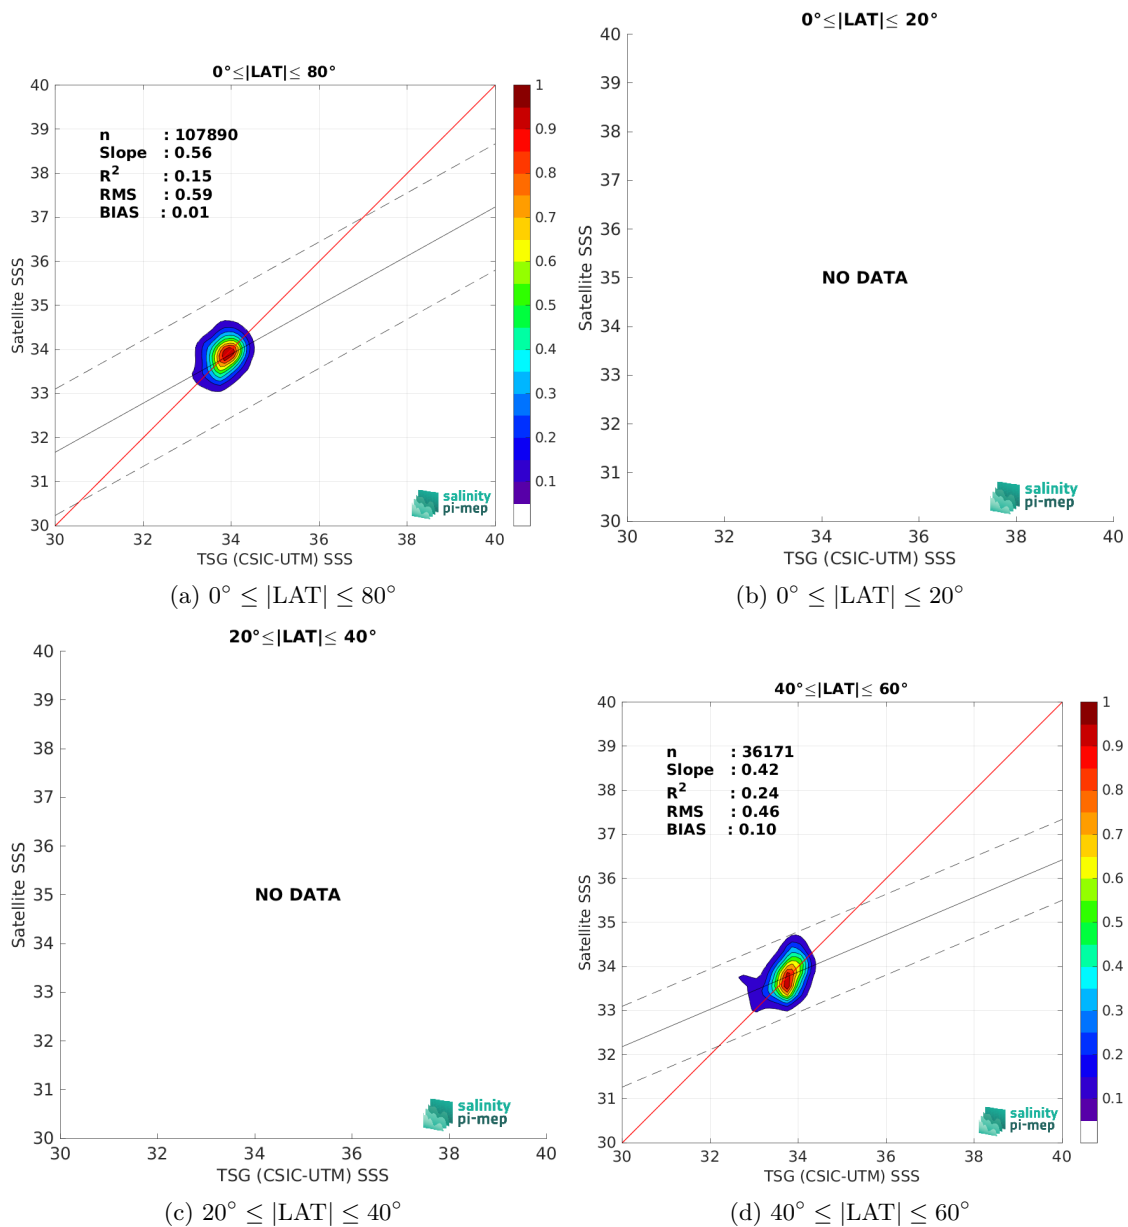 0°≤|LAT|≤ 80°
40
39
38
37
36
35
34
33
32
31
30
Satellite SSS
n : 107890
Slope : 0.56
R² : 0.15
RMS : 0.59
BIAS : 0.01
salinity
pi-mep
30 32 34 36 38 40
TSG (CSIC-UTM) SSS
1
0.9
0.8
0.7
0.6
0.5
0.4
0.3
0.2
0.1
(a) 0° ≤ |LAT| ≤ 80°
0°≤|LAT|≤ 20°
40
39
38
37
36
35
34
33
32
31
30
Satellite SSS
NO DATA
salinity
pi-mep
30 32 34 36 38 40
TSG (CSIC-UTM) SSS
(b) 0° ≤ |LAT| ≤ 20°
20°≤|LAT|≤ 40°
40
39
38
37
36
35
34
33
32
31
30
Satellite SSS
NO DATA
salinity
pi-mep
30 32 34 36 38 40
TSG (CSIC-UTM) SSS
(c) 20° ≤ |LAT| ≤ 40°
40°≤|LAT|≤ 60°
40
39
38
37
36
35
34
33
32
31
30
Satellite SSS
n : 36171
Slope : 0.42
R² : 0.24
RMS : 0.46
BIAS : 0.10
salinity
pi-mep
30 32 34 36 38 40
TSG (CSIC-UTM) SSS
1
0.9
0.8
0.7
0.6
0.5
0.4
0.3
0.2
0.1
(d) 40° ≤ |LAT| ≤ 60°